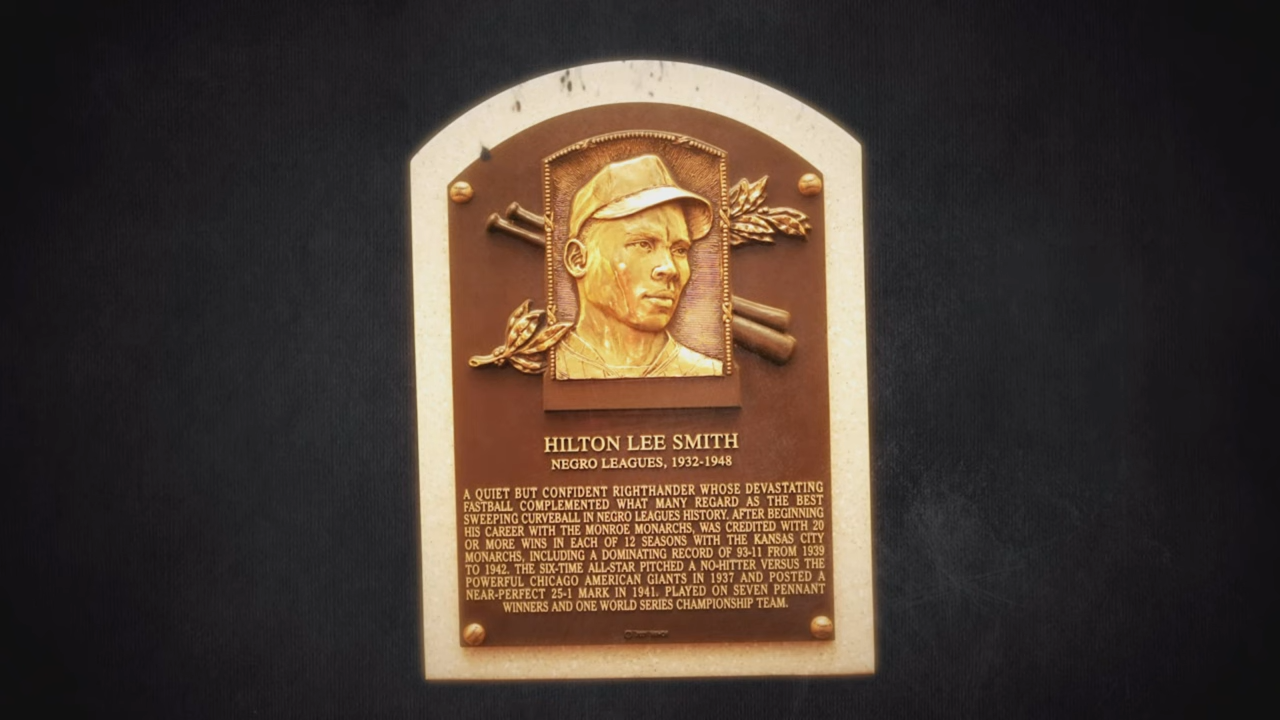 HILTON LEE SMITH
NEGRO LEAGUES, 1932-1948
A QUIET BUT CONFIDENT RIGHTHANDER WHOSE DEVASTATING
FASTBALL COMPLEMENTED WHAT MANY REGARD AS THE BEST
SWEEPING CURVEBALL IN NEGRO LEAGUES HISTORY. AFTER BEGINNING
HIS CAREER WITH THE MONROE MONARCHS, WAS CREDITED WITH 20
OR MORE WINS IN EACH OF 12 SEASONS WITH THE KANSAS CITY
MONARCHS, INCLUDING A DOMINATING RECORD OF 93-11 FROM 1939
TO 1942. THE SIX-TIME ALL-STAR PITCHED A NO-HITTER VERSUS THE
POWERFUL CHICAGO AMERICAN GIANTS IN 1937 AND POSTED A
NEAR-PERFECT 25-1 MARK IN 1941. PLAYED ON SEVEN PENNANT
WINNERS AND ONE WORLD SERIES CHAMPIONSHIP TEAM.